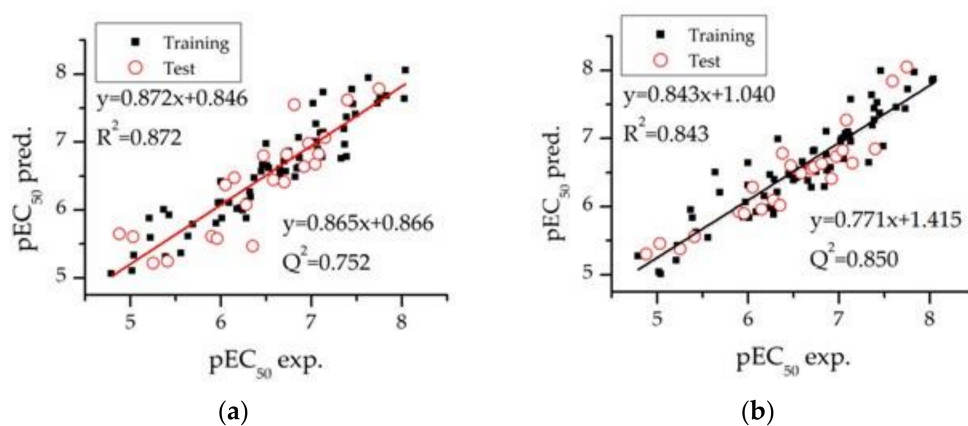 Training
Test
y=0.872x+0.846
R²=0.872
y=0.865x+0.866
Q²=0.752
8
7
6
5
pEC₅₀ pred.
5 6 7 8
pEC₅₀ exp.
(a)
Training
Test
y=0.843x+1.040
R²=0.843
y=0.771x+1.415
Q²=0.850
8
7
6
5
pEC₅₀ pred.
5 6 7 8
pEC₅₀ exp.
(b)